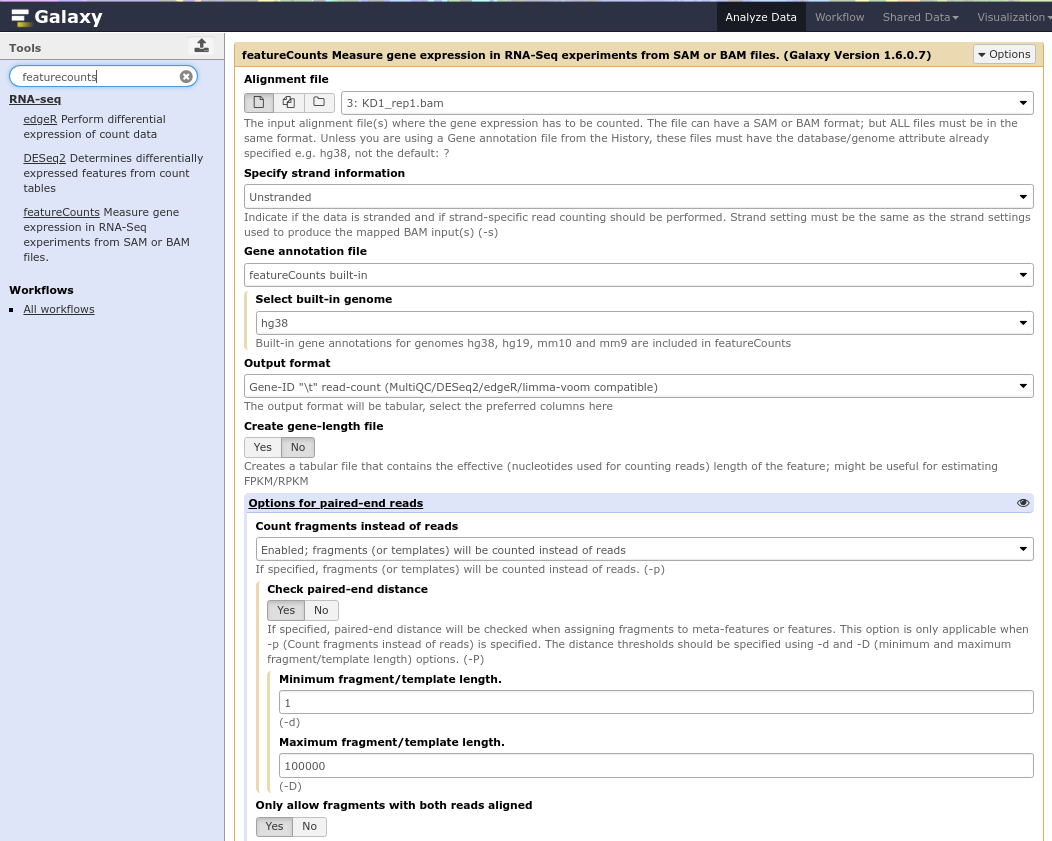 Galaxy
Analyze Data Workflow Shared Data Visualization
Tools
featurecounts
RNA-seq
edgeR Perform differential
expression of count data
DESeq2 Determines differentially
expressed features from count
tables
featureCounts Measure gene
expression in RNA-Seq
experiments from SAM or BAM
files.
Workflows
All workflows
featureCounts Measure gene expression in RNA-Seq experiments from SAM or BAM files. (Galaxy Version 1.6.0.7)
Options
Alignment file
3: KD1_rep1.bam
The input alignment file(s) where the gene expression has to be counted. The file can have a SAM or BAM format; but ALL files must be in the
same format. Unless you are using a Gene annotation file from the History, these files must have the database/genome attribute already
specified e.g. hg38, not the default: ?
Specify strand information
Unstranded
Indicate if the data is stranded and if strand-specific read counting should be performed. Strand setting must be the same as the strand settings
used to produce the mapped BAM input(s) (-s)
Gene annotation file
featureCounts built-in
Select built-in genome
hg38
Built-in gene annotations for genomes hg38, hg19, mm10 and mm9 are included in featureCounts
Output format
Gene-ID "\t" read-count (MultiQC/DESeq2/edgeR/limma-voom compatible)
The output format will be tabular, select the preferred columns here
Create gene-length file
Yes No
Creates a tabular file that contains the effective (nucleotides used for counting reads) length of the feature; might be useful for estimating
FPKM/RPKM
Options for paired-end reads
Count fragments instead of reads
Enabled; fragments (or templates) will be counted instead of reads
If specified, fragments (or templates) will be counted instead of reads. (-p)
Check paired-end distance
Yes No
If specified, paired-end distance will be checked when assigning fragments to meta-features or features. This option is only applicable when
-p (Count fragments instead of reads) is specified. The distance thresholds should be specified using -d and -D (minimum and maximum
fragment/template length) options. (-P)
Minimum fragment/template length.
1
(-d)
Maximum fragment/template length.
100000
(-D)
Only allow fragments with both reads aligned
Yes No